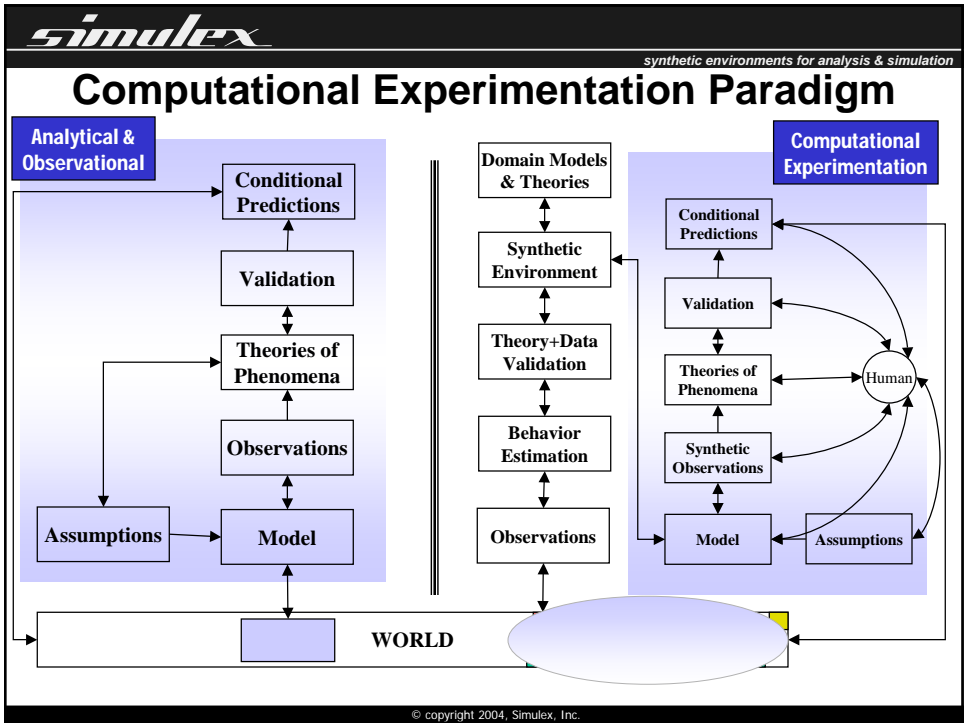 simulex
synthetic environments for analysis & simulation
Computational Experimentation Paradigm
Analytical &
Observational
Conditional
Predictions
Validation
Theories of
Phenomena
Observations
Assumptions
Model
Domain Models
& Theories
Synthetic
Environment
Theory+Data
Validation
Behavior
Estimation
Observations
Computational
Experimentation
Conditional
Predictions
Validation
Theories of
Phenomena
Human
Synthetic
Observations
Model
Assumptions
WORLD
© copyright 2004, Simulex, Inc.